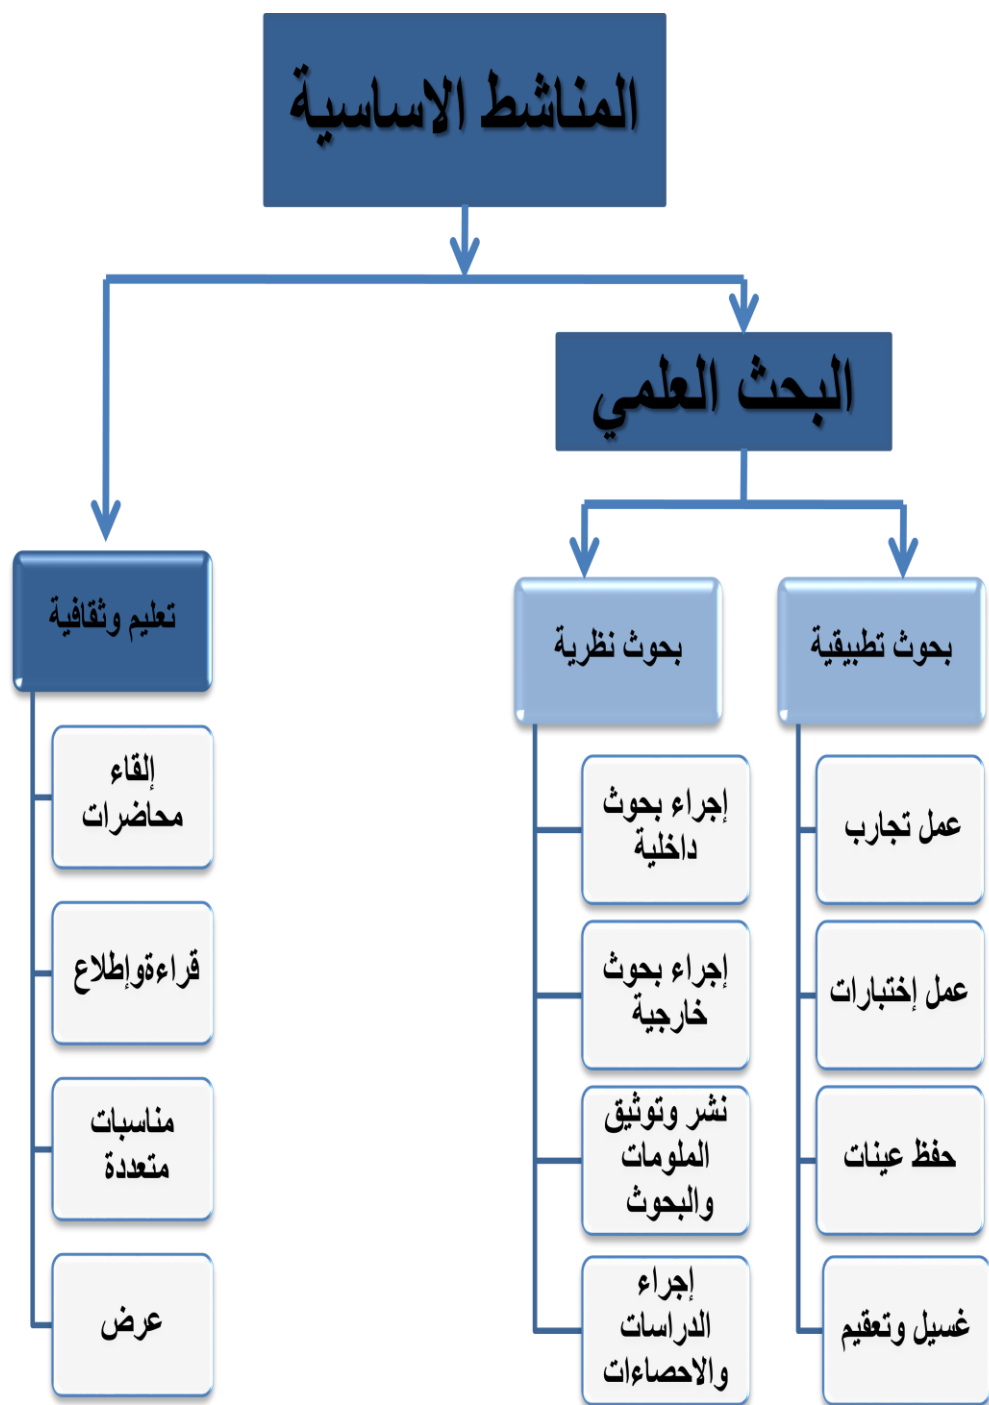 المناشط الاساسية
البحث العلمي
بحوث تطبيقية
عمل تجارب
عمل إختبارات
حفظ عينات
غسيل وتعقيم
بحوث نظرية
إجراء بحوث
داخلية
إجراء بحوث
خارجية
نشر وتوثيق
الملومات
والبحوث
إجراء
الدراسات
والاحصاءات
تعليم وثقافية
إلقاء
محاضرات
قراءةوإطلاع
مناسبات
متعددة
عرض